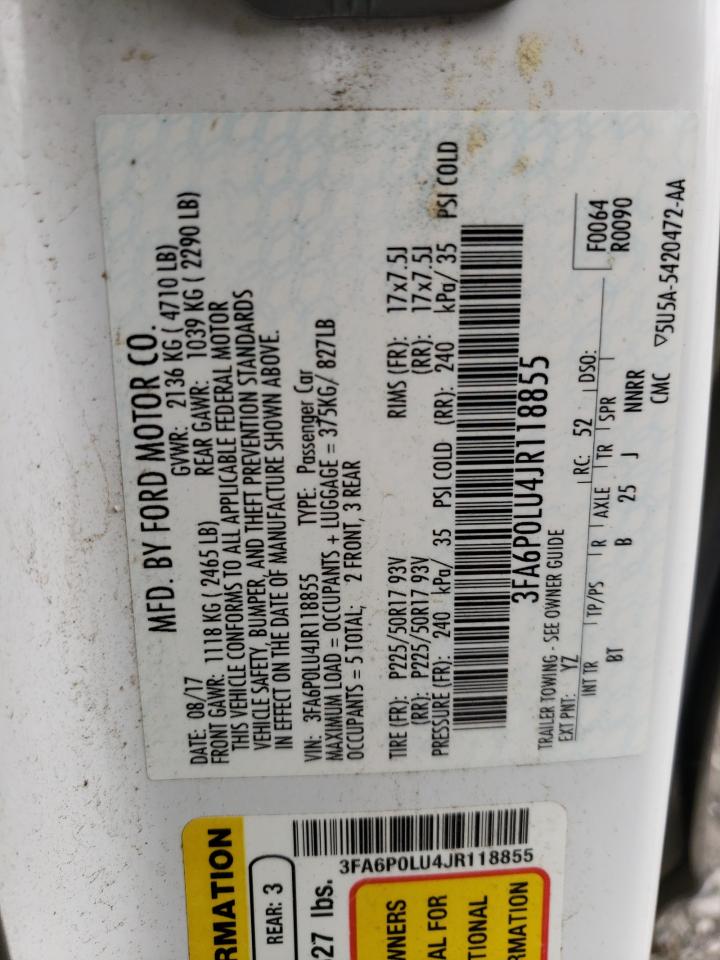 MFD. BY FORD MOTOR CO.
DATE: 08/17 GVWR: 2136 KG ( 4710 LB)
FRONT GAWR: 1118 KG ( 2465 LB) REAR GAWR: 1039 KG ( 2290 LB)
THIS VEHICLE CONFORMS TO ALL APPLICABLE FEDERAL MOTOR
VEHICLE SAFETY, BUMPER, AND THEFT PREVENTION STANDARDS
IN EFFECT ON THE DATE OF MANUFACTURE SHOWN ABOVE.
VIN: 3FA6P0LU4JR118855 TYPE: Passenger Car
MAXIMUM LOAD = OCCUPANTS + LUGGAGE = 375KG/ 827LB
OCCUPANTS = 5 TOTAL; 2 FRONT, 3 REAR
TIRE (FR): P225/50R17 93V RIMS (FR): 17x7.5J
(RR): P225/50R17 93V (RR): 17x7.5J
PRESSURE (FR): 240 kPa/ 35 PSI COLD (RR): 240 kPa/ 35 PSI COLD
3FA6P0LU4JR118855
TRAILER TOWING - SEE OWNER GUIDE F0064
EXT PNT: YZ RC: 52 DSO: R0090
INT TR TP/PS R AXLE TR SPR
BT B 25 J NNRR
CMC ▽5U5A-5420472-AA
RMATION
REAR: 3
527 lbs.
3FA6P0LU4JR118855
WNERS
AL FOR
TIONAL
RMATION